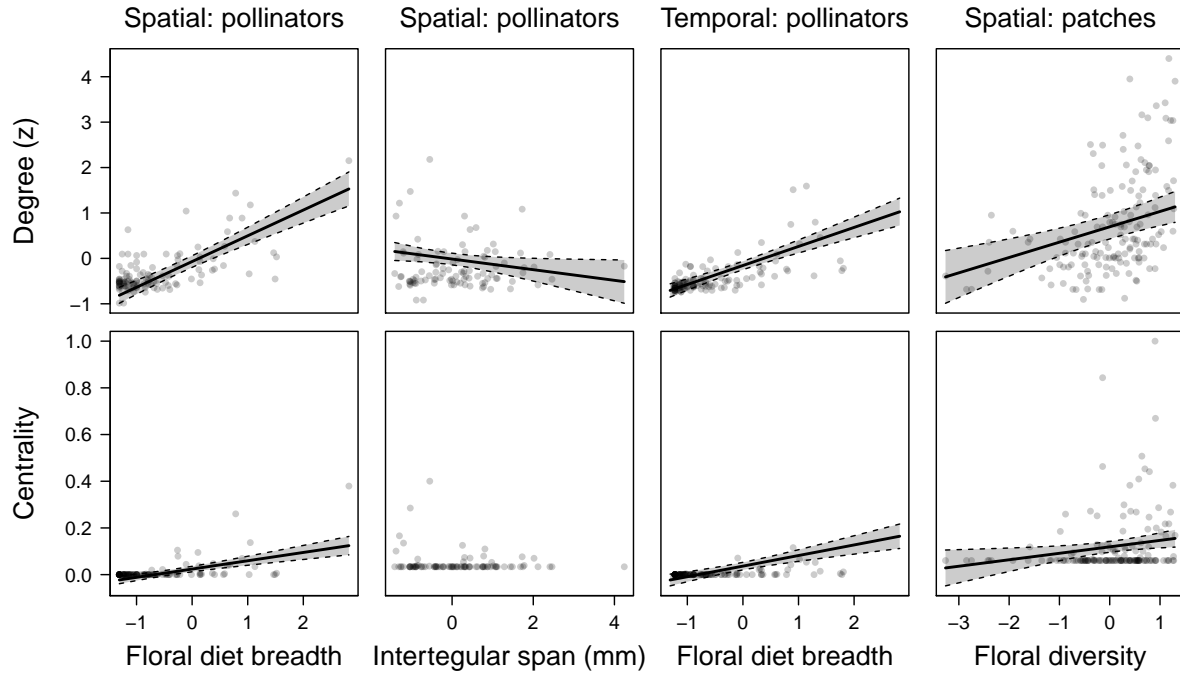 Spatial: pollinators Spatial: pollinators Temporal: pollinators Spatial: patches
Degree (z)
4
3
2
1
0
−1
Centrality
1.0
0.8
0.6
0.4
0.2
0.0
−1 0 1 2 0 2 4 −1 0 1 2 −3 −2 −1 0 1
Floral diet breadth Intertegular span (mm) Floral diet breadth Floral diversity